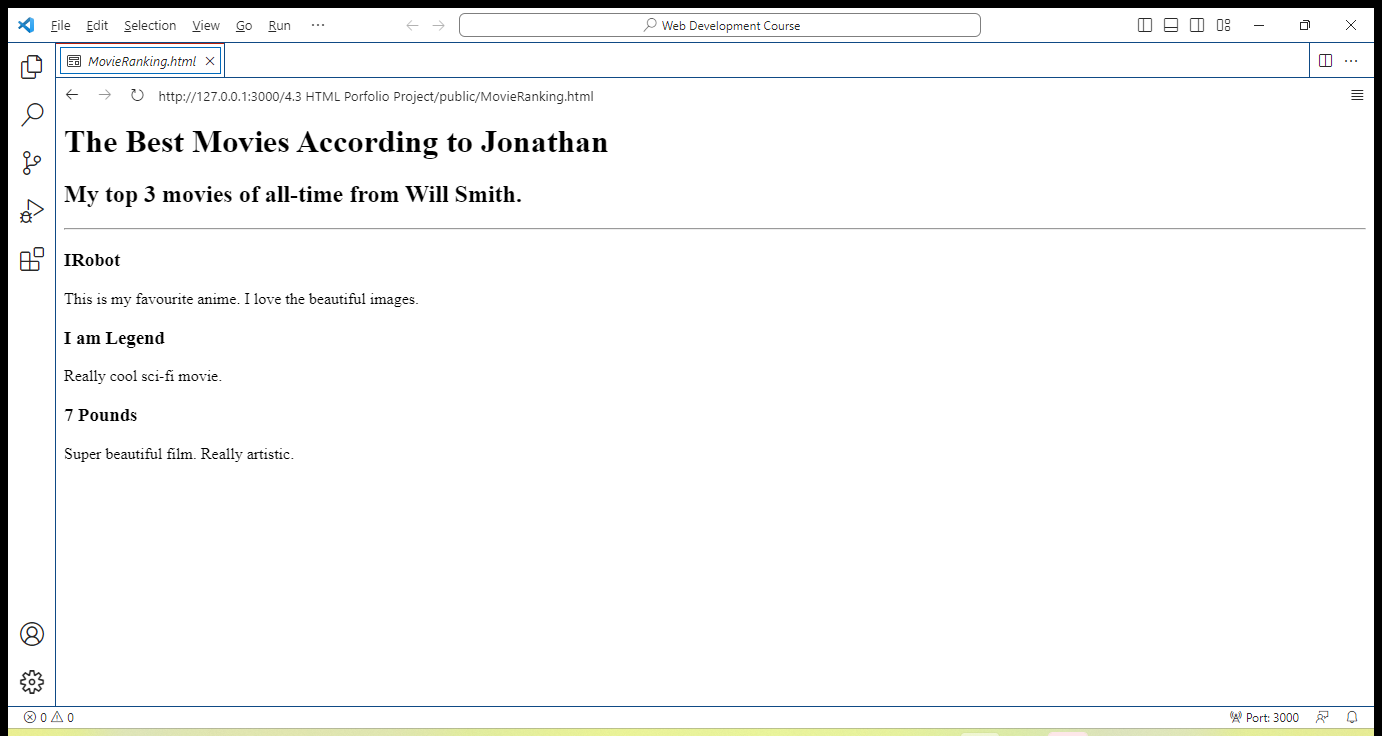 File Edit Selection View Go Run ··· Web Development Course
MovieRanking.html
http://127.0.0.1:3000/4.3 HTML Porfolio Project/public/MovieRanking.html
The Best Movies According to Jonathan
My top 3 movies of all-time from Will Smith.
IRobot
This is my favourite anime. I love the beautiful images.
I am Legend
Really cool sci-fi movie.
7 Pounds
Super beautiful film. Really artistic.
0 0 Port: 3000